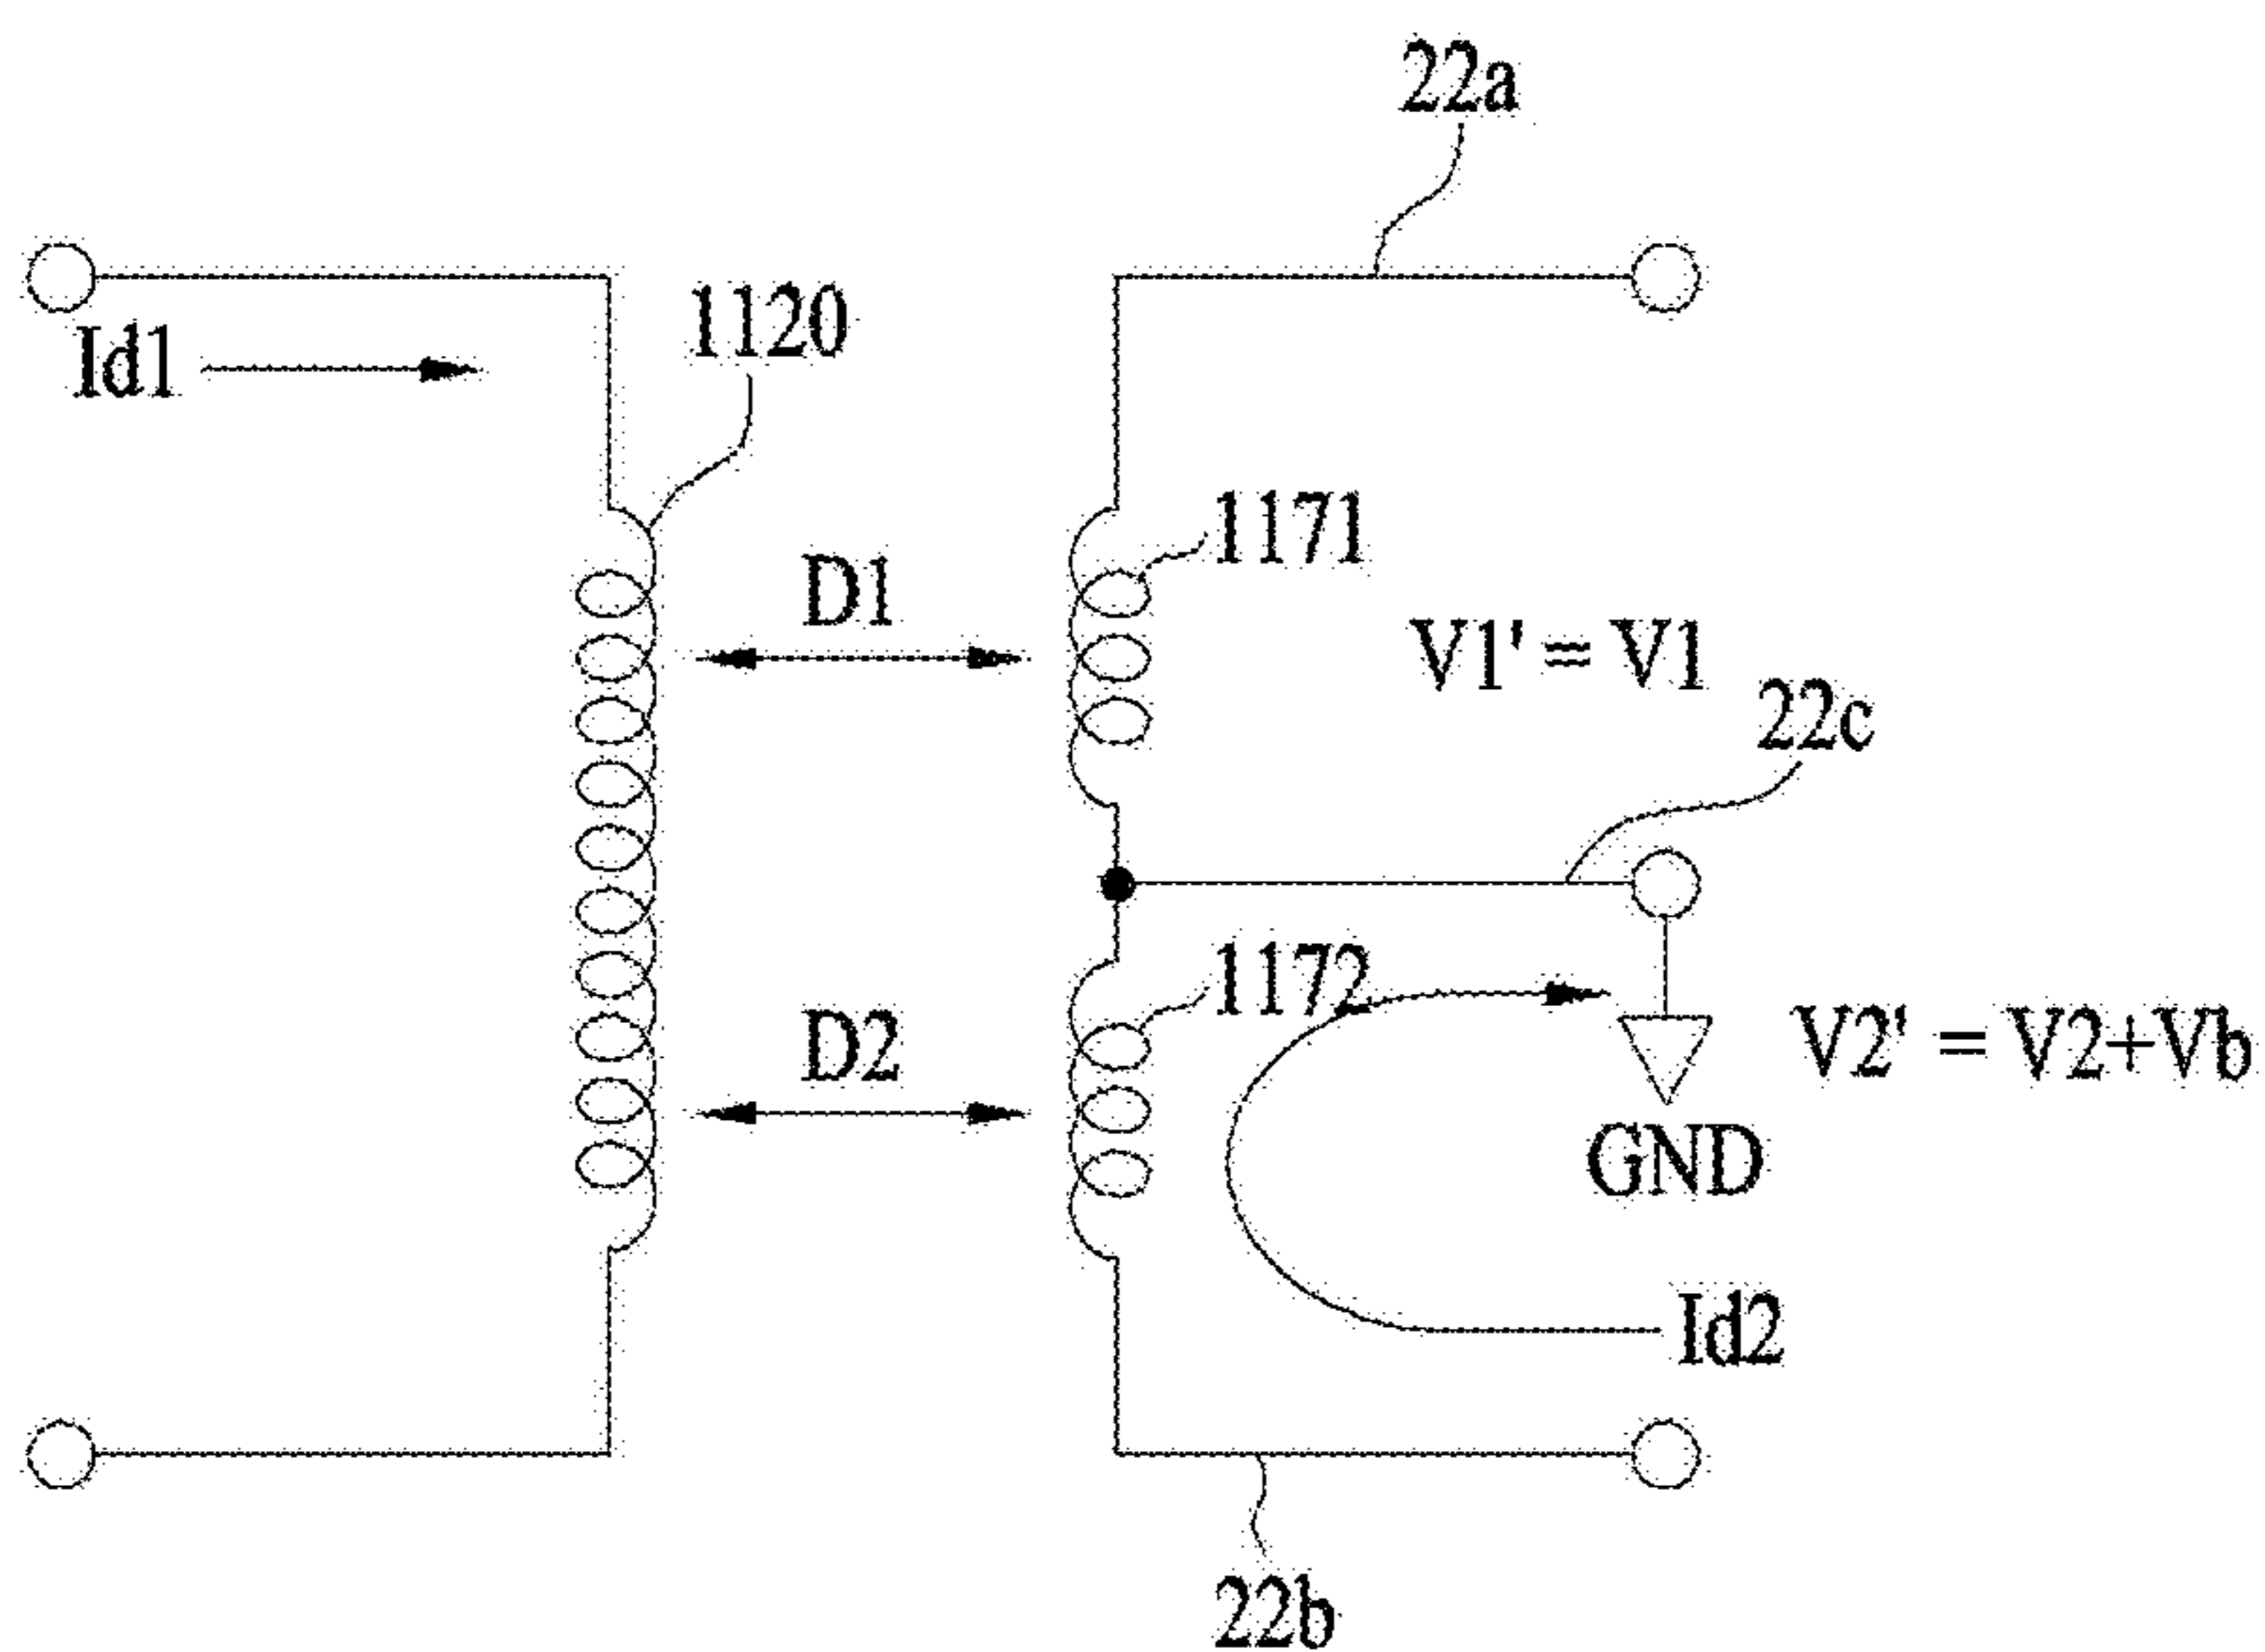 22a
Id1
1120
1171
D1
V1' = V1
22c
1172
D2
V2' = V2+Vb
GND
Id2
22b